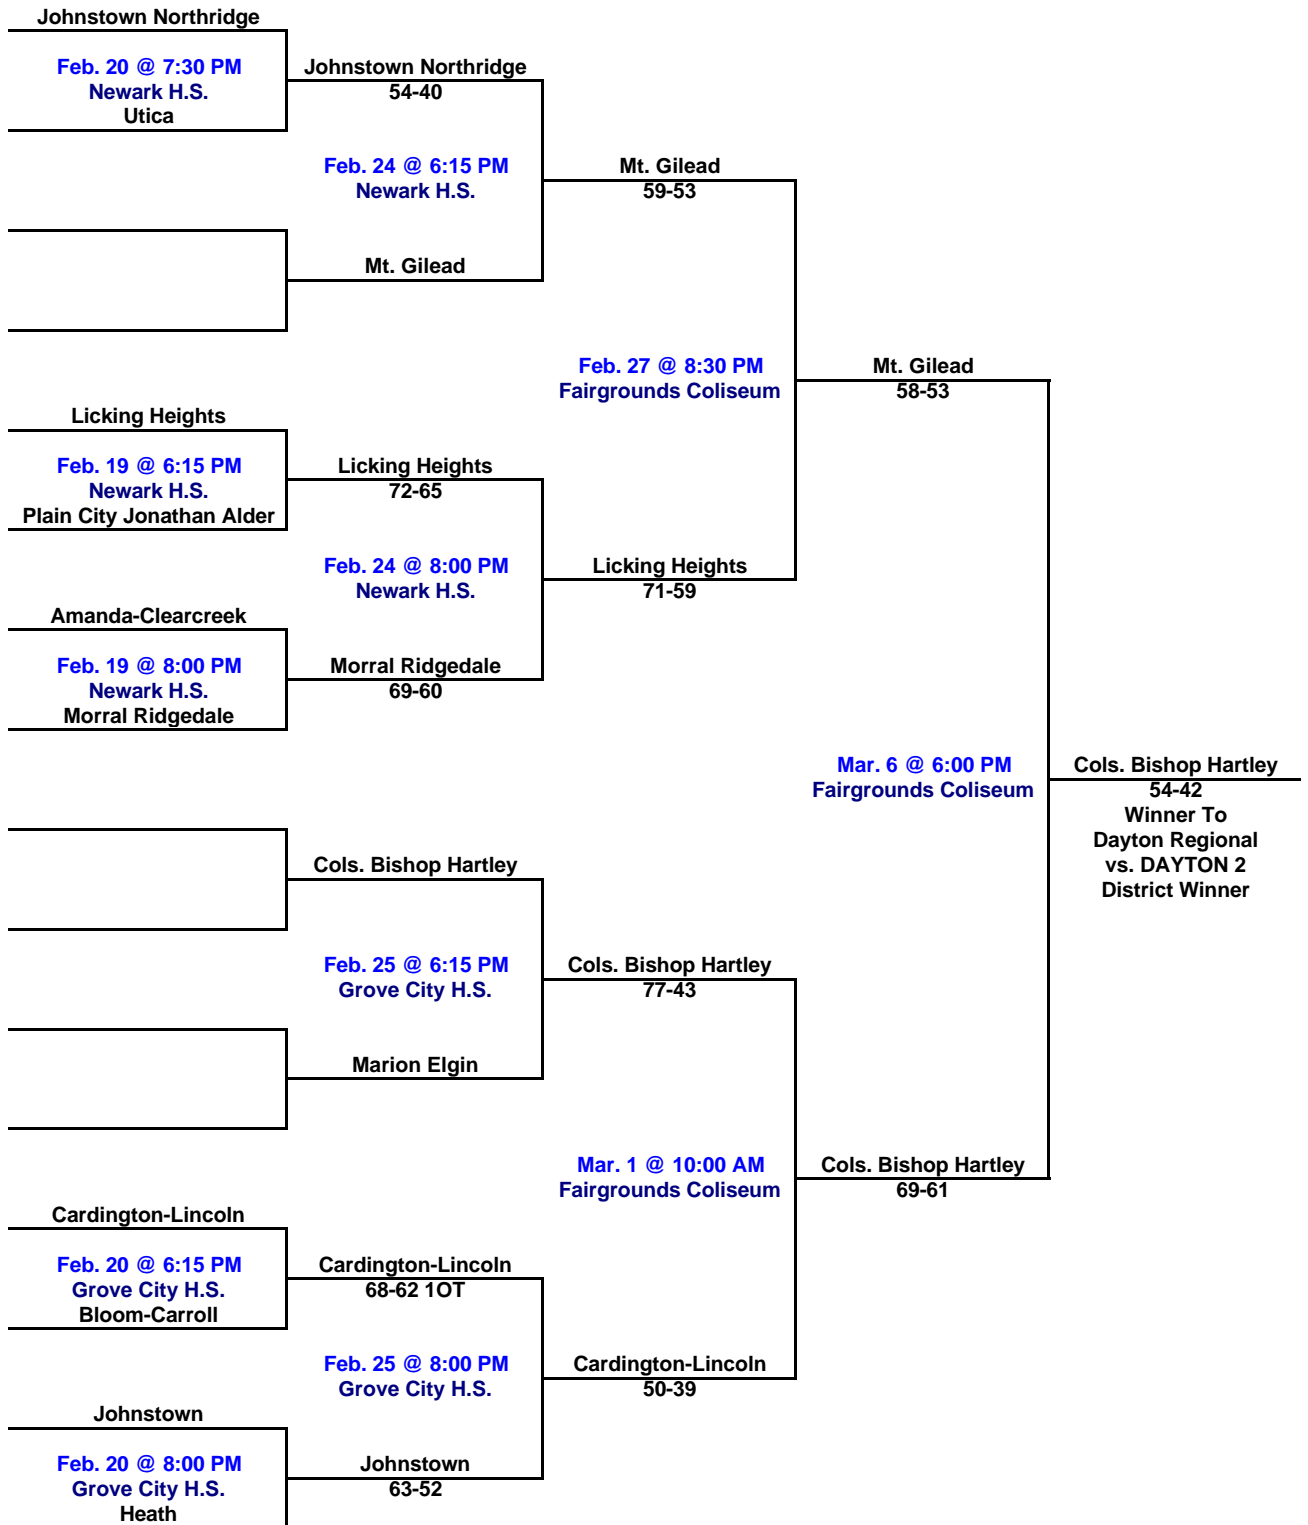 Johnstown Northridge
Feb. 20 @ 7:30 PM
Newark H.S.
Utica
Johnstown Northridge
54-40
Feb. 24 @ 6:15 PM
Newark H.S.
Mt. Gilead
Mt. Gilead
59-53
Licking Heights
Feb. 19 @ 6:15 PM
Newark H.S.
Plain City Jonathan Alder
Licking Heights
72-65
Feb. 24 @ 8:00 PM
Newark H.S.
Amanda-Clearcreek
Feb. 19 @ 8:00 PM
Newark H.S.
Morral Ridgedale
Morral Ridgedale
69-60
Licking Heights
71-59
Feb. 27 @ 8:30 PM
Fairgrounds Coliseum
Mt. Gilead
58-53
Cols. Bishop Hartley
Feb. 25 @ 6:15 PM
Grove City H.S.
Marion Elgin
Cols. Bishop Hartley
77-43
Cardington-Lincoln
Feb. 20 @ 6:15 PM
Grove City H.S.
Bloom-Carroll
Cardington-Lincoln
68-62 1OT
Feb. 25 @ 8:00 PM
Grove City H.S.
Johnstown
Feb. 20 @ 8:00 PM
Grove City H.S.
Heath
Johnstown
63-52
Cardington-Lincoln
50-39
Mar. 1 @ 10:00 AM
Fairgrounds Coliseum
Cols. Bishop Hartley
69-61
Mar. 6 @ 6:00 PM
Fairgrounds Coliseum
Cols. Bishop Hartley
54-42
Winner To
Dayton Regional
vs. DAYTON 2
District Winner